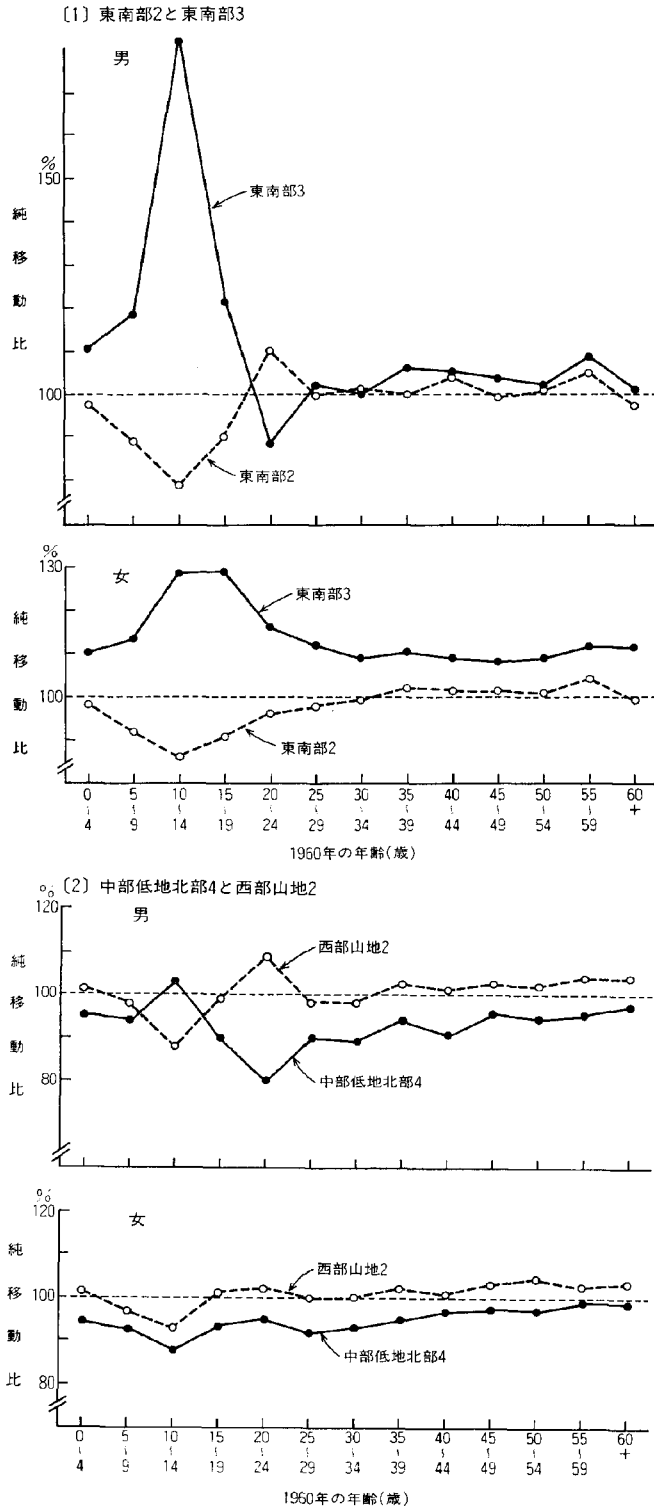 〔1〕東南部2と東南部3
男
%
150
純移動比
東南部3
100
東南部2
女
%
130
純移動比
東南部3
100
東南部2
0 5 10 15 20 25 30 35 40 45 50 55 60
~ ~ ~ ~ ~ ~ ~ ~ ~ ~ ~ ~ +
4 9 14 19 24 29 34 39 44 49 54 59
1960年の年齢(歳)
〔2〕中部低地北部4と西部山地2
%
120
男
純移動比
西部山地2
100
80
中部低地北部4
%
120
女
純移動比
西部山地2
100
中部低地北部4
80
0 5 10 15 20 25 30 35 40 45 50 55 60
~ ~ ~ ~ ~ ~ ~ ~ ~ ~ ~ ~ +
4 9 14 19 24 29 34 39 44 49 54 59
1960年の年齢(歳)